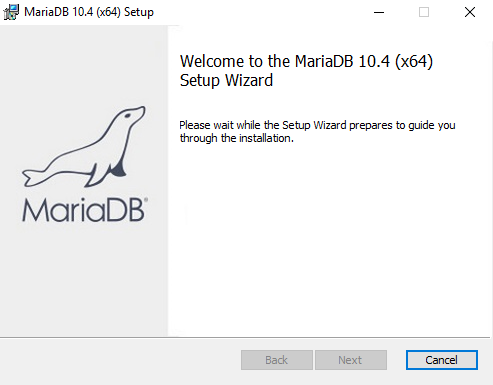 MariaDB 10.4 (x64) Setup
Welcome to the MariaDB 10.4 (x64)
Setup Wizard
Please wait while the Setup Wizard prepares to guide you
through the installation.
MariaDB®
Back
Next
Cancel